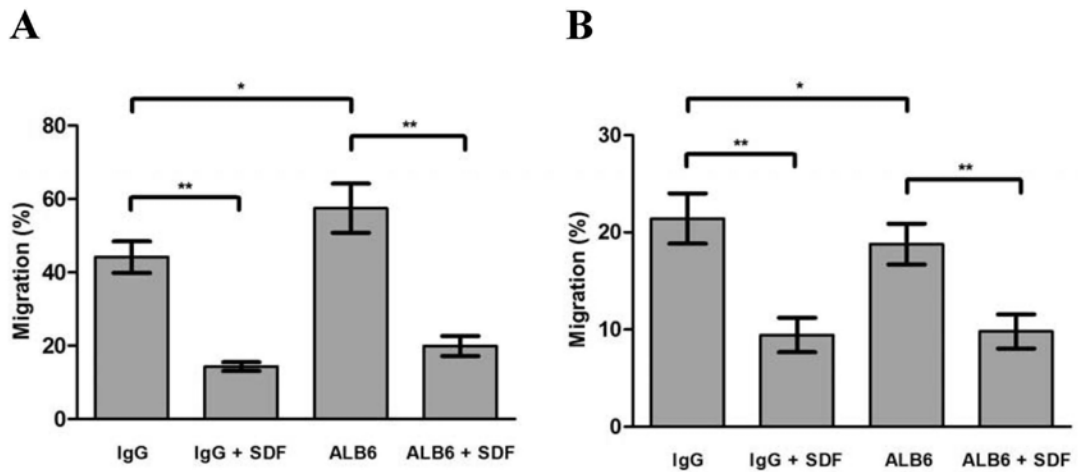 A
*
**
**
80
60
40
20
0
Migration (%)
IgG
IgG + SDF
ALB6
ALB6 + SDF
B
*
**
**
30
20
10
0
Migration (%)
IgG
IgG + SDF
ALB6
ALB6 + SDF